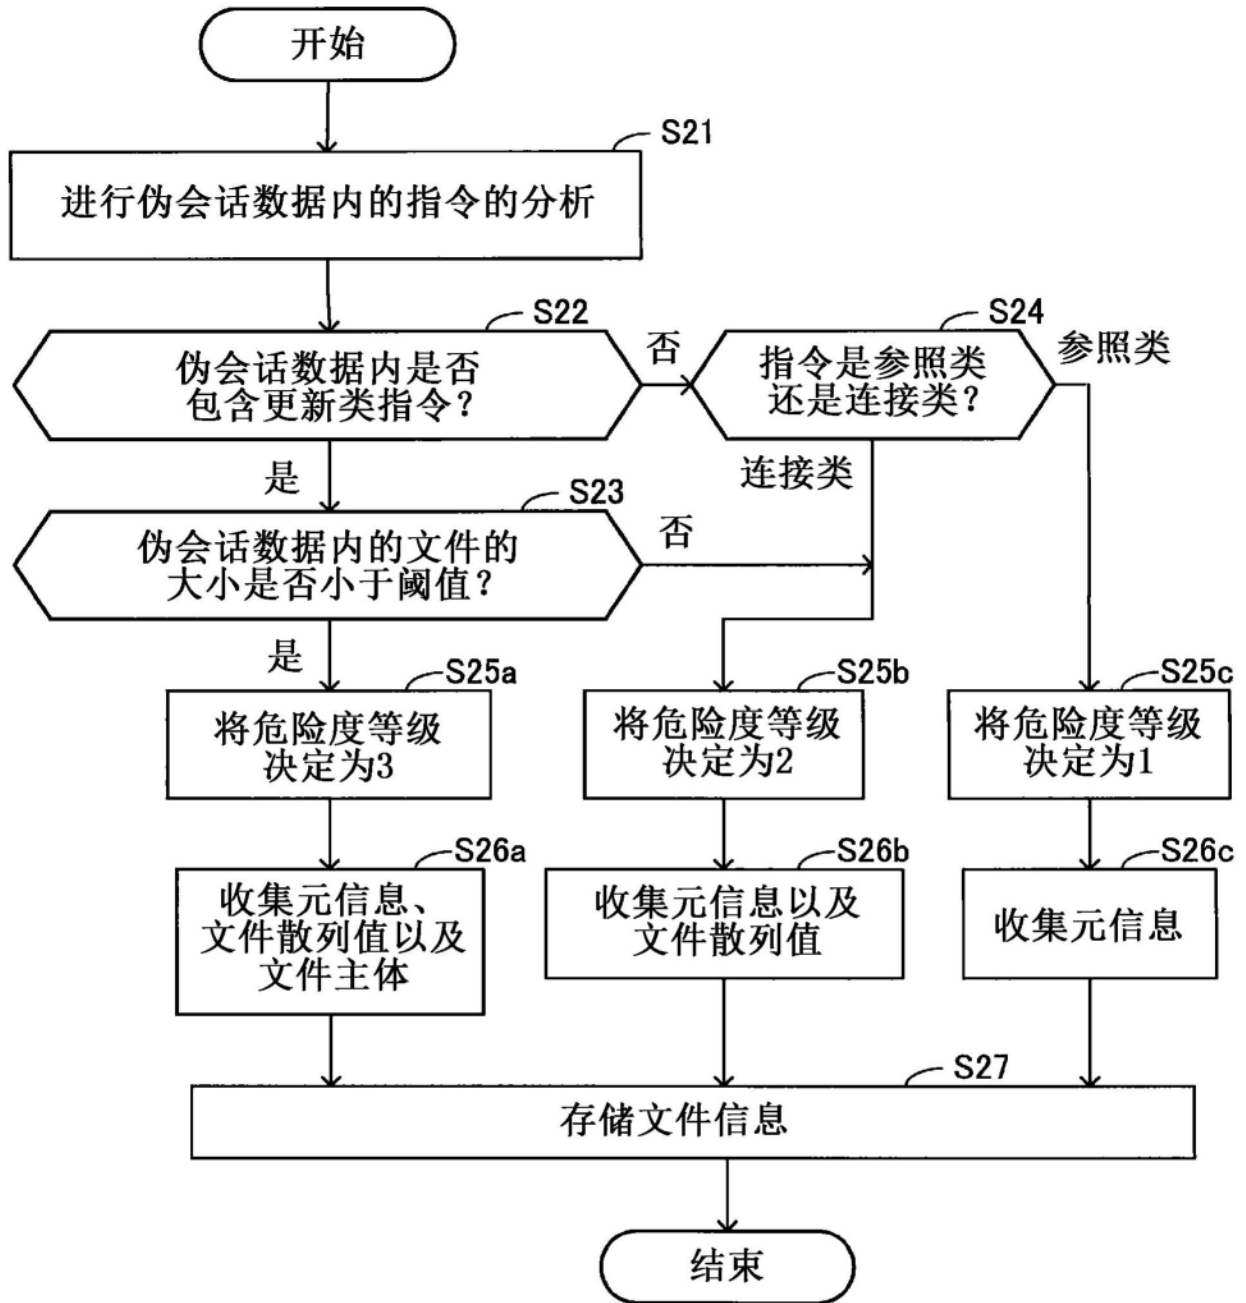 开始
S21
进行伪会话数据内的指令的分析
S22
伪会话数据内是否
包含更新类指令？
否
S24
指令是参照类
还是连接类？
参照类
是
连接类
S23
伪会话数据内的文件的
大小是否小于阈值？
否
是
S25a
将危险度等级
决定为3
S25b
将危险度等级
决定为2
S25c
将危险度等级
决定为1
S26a
收集元信息、
文件散列值以及
文件主体
S26b
收集元信息以及
文件散列值
S26c
收集元信息
S27
存储文件信息
结束